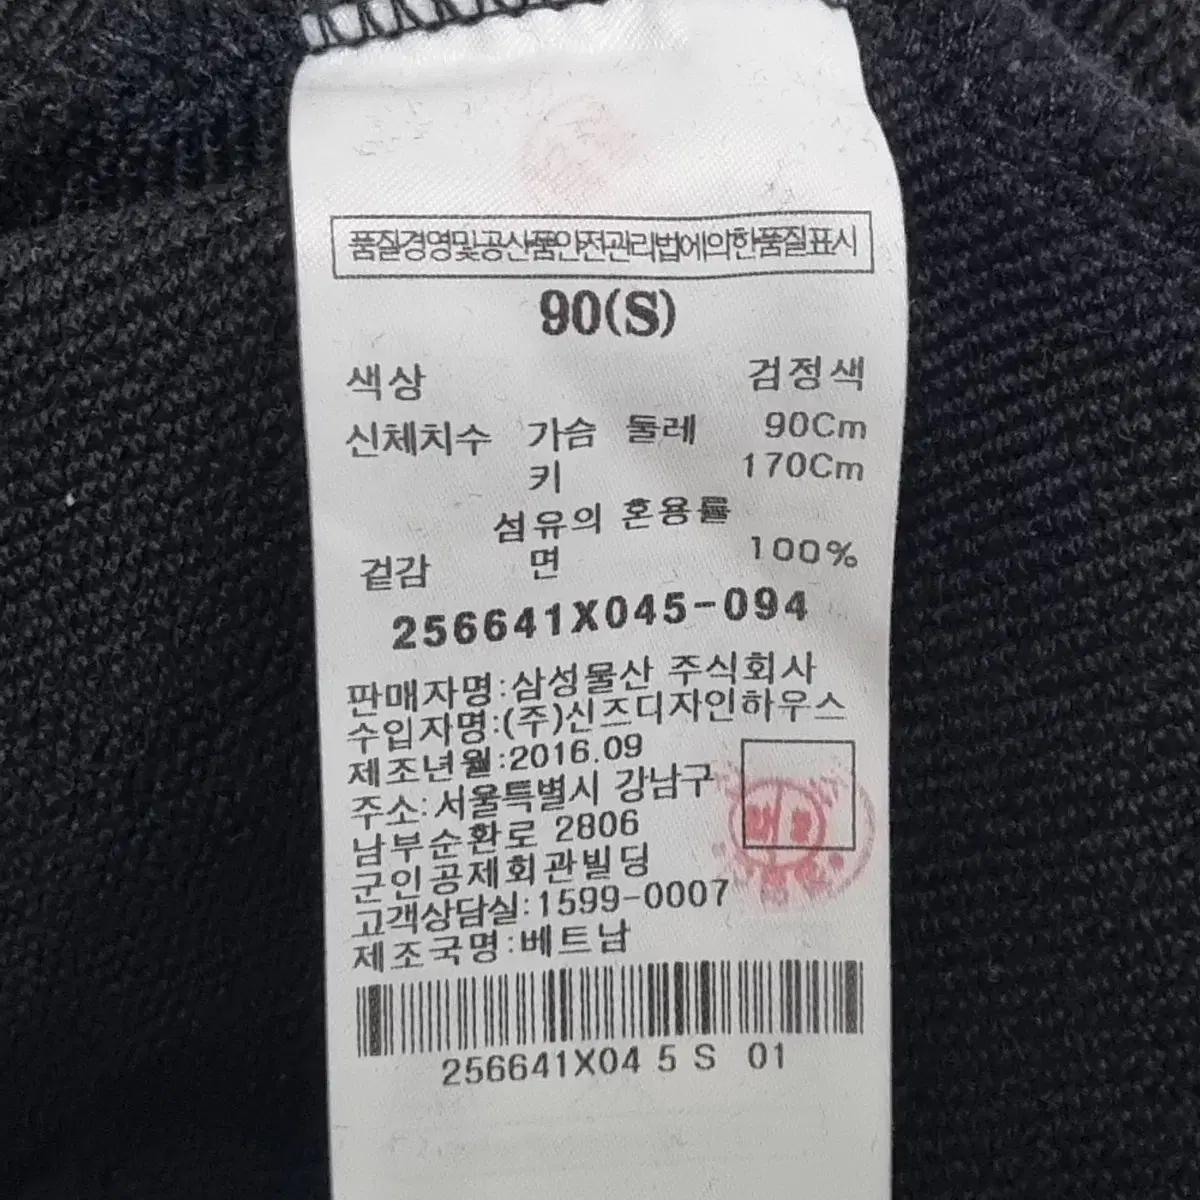 품질경영및공산품안전관리법에의한품질표시
90(S)
색상 검정색
신체치수 가슴 둘레 90Cm
키 170Cm
섬유의 혼용률
겉감 면 100%
256641X045-094
판매자명:삼성물산 주식회사
수입자명:(주)신즈디자인하우스
제조년월:2016.09
주소:서울특별시 강남구
남부순환로 2806
군인공제회관빌딩
고객상담실:1599-0007
제조국명:베트남
256641X04 5 S 01